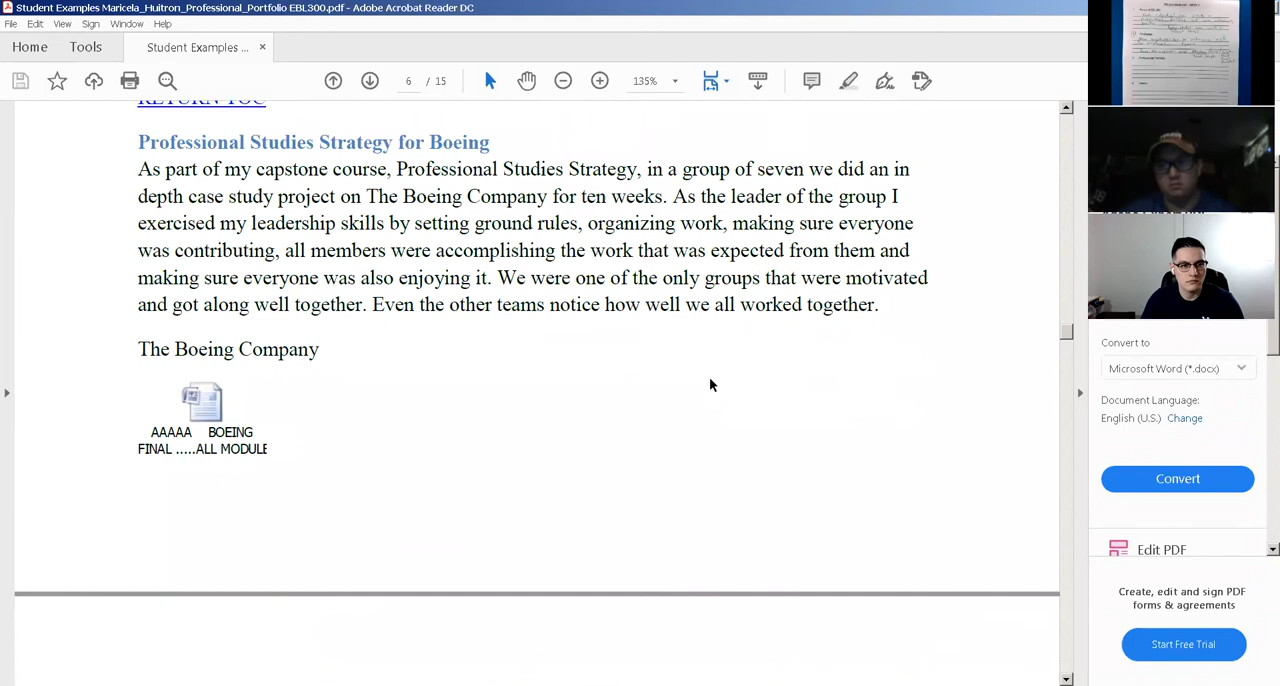 Student Examples Maricela_Huitron_Professional_Portfolio EBL300.pdf - Adobe Acrobat Reader DC
File Edit View Sign Window Help
Home Tools Student Examples ... ×
6 / 15 135%
RETURN TOC
Professional Studies Strategy for Boeing
As part of my capstone course, Professional Studies Strategy, in a group of seven we did an in
depth case study project on The Boeing Company for ten weeks. As the leader of the group I
exercised my leadership skills by setting ground rules, organizing work, making sure everyone
was contributing, all members were accomplishing the work that was expected from them and
making sure everyone was also enjoying it. We were one of the only groups that were motivated
and got along well together. Even the other teams notice how well we all worked together.
The Boeing Company
AAAAA BOEING
FINAL .....ALL MODULE
Convert to
Microsoft Word (*.docx)
Document Language:
English (U.S.) Change
Convert
Edit PDF
Create, edit and sign PDF
forms & agreements
Start Free Trial